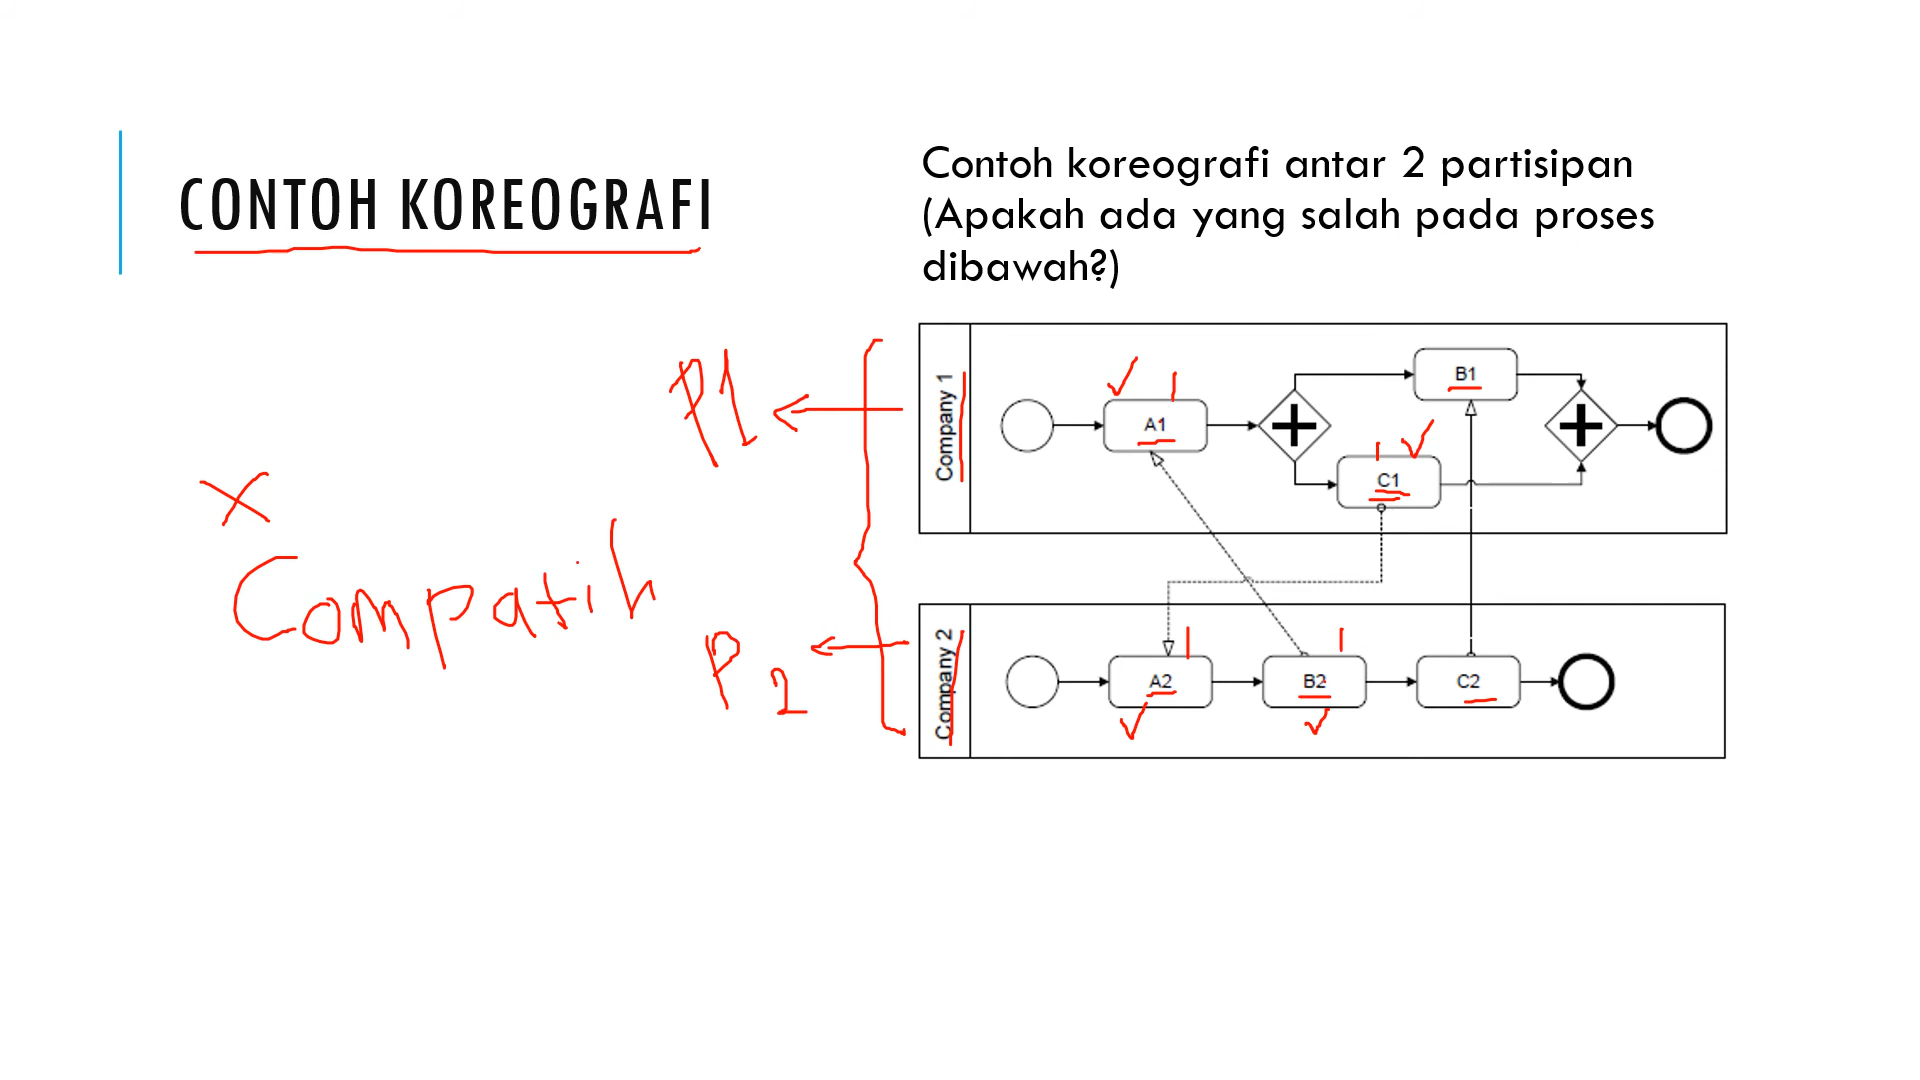 CONTOH KOREOGRAFI
Contoh koreografi antar 2 partisipan
(Apakah ada yang salah pada proses
dibawah?)
P1
P2
x
Company 1
A1
B1
C1
Company 2
A2
B2
C2